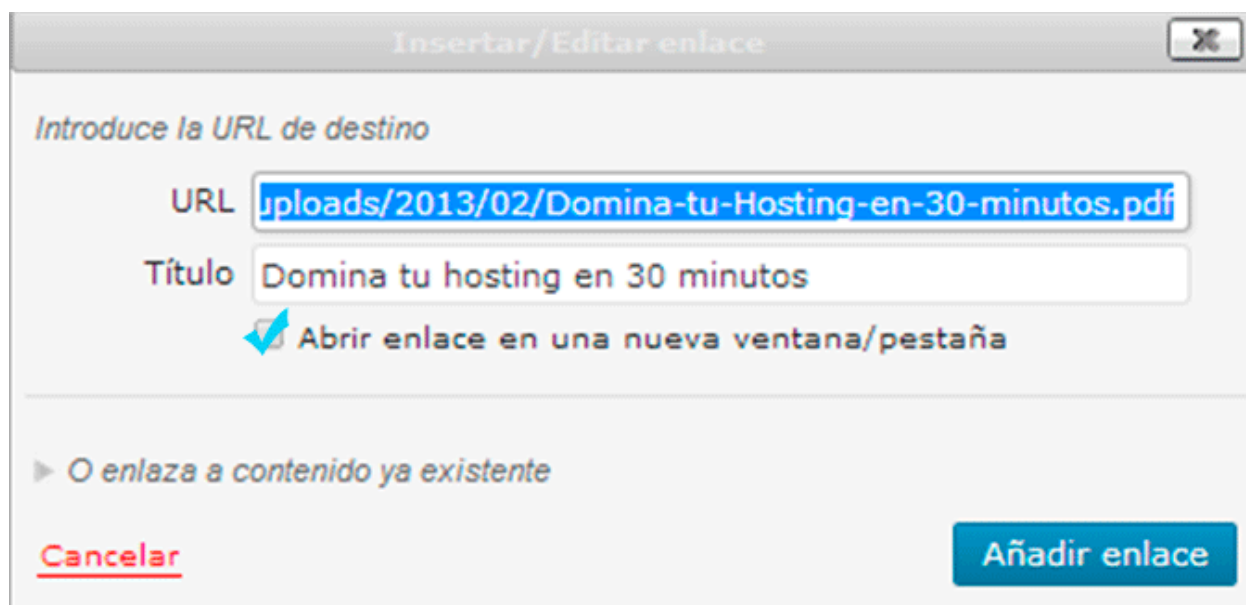 Insertar/Editar enlace
Introduce la URL de destino
URL uploads/2013/02/Domina-tu-Hosting-en-30-minutos.pdf
Título Domina tu hosting en 30 minutos
Abrir enlace en una nueva ventana/pestaña
O enlaza a contenido ya existente
Cancelar Añadir enlace